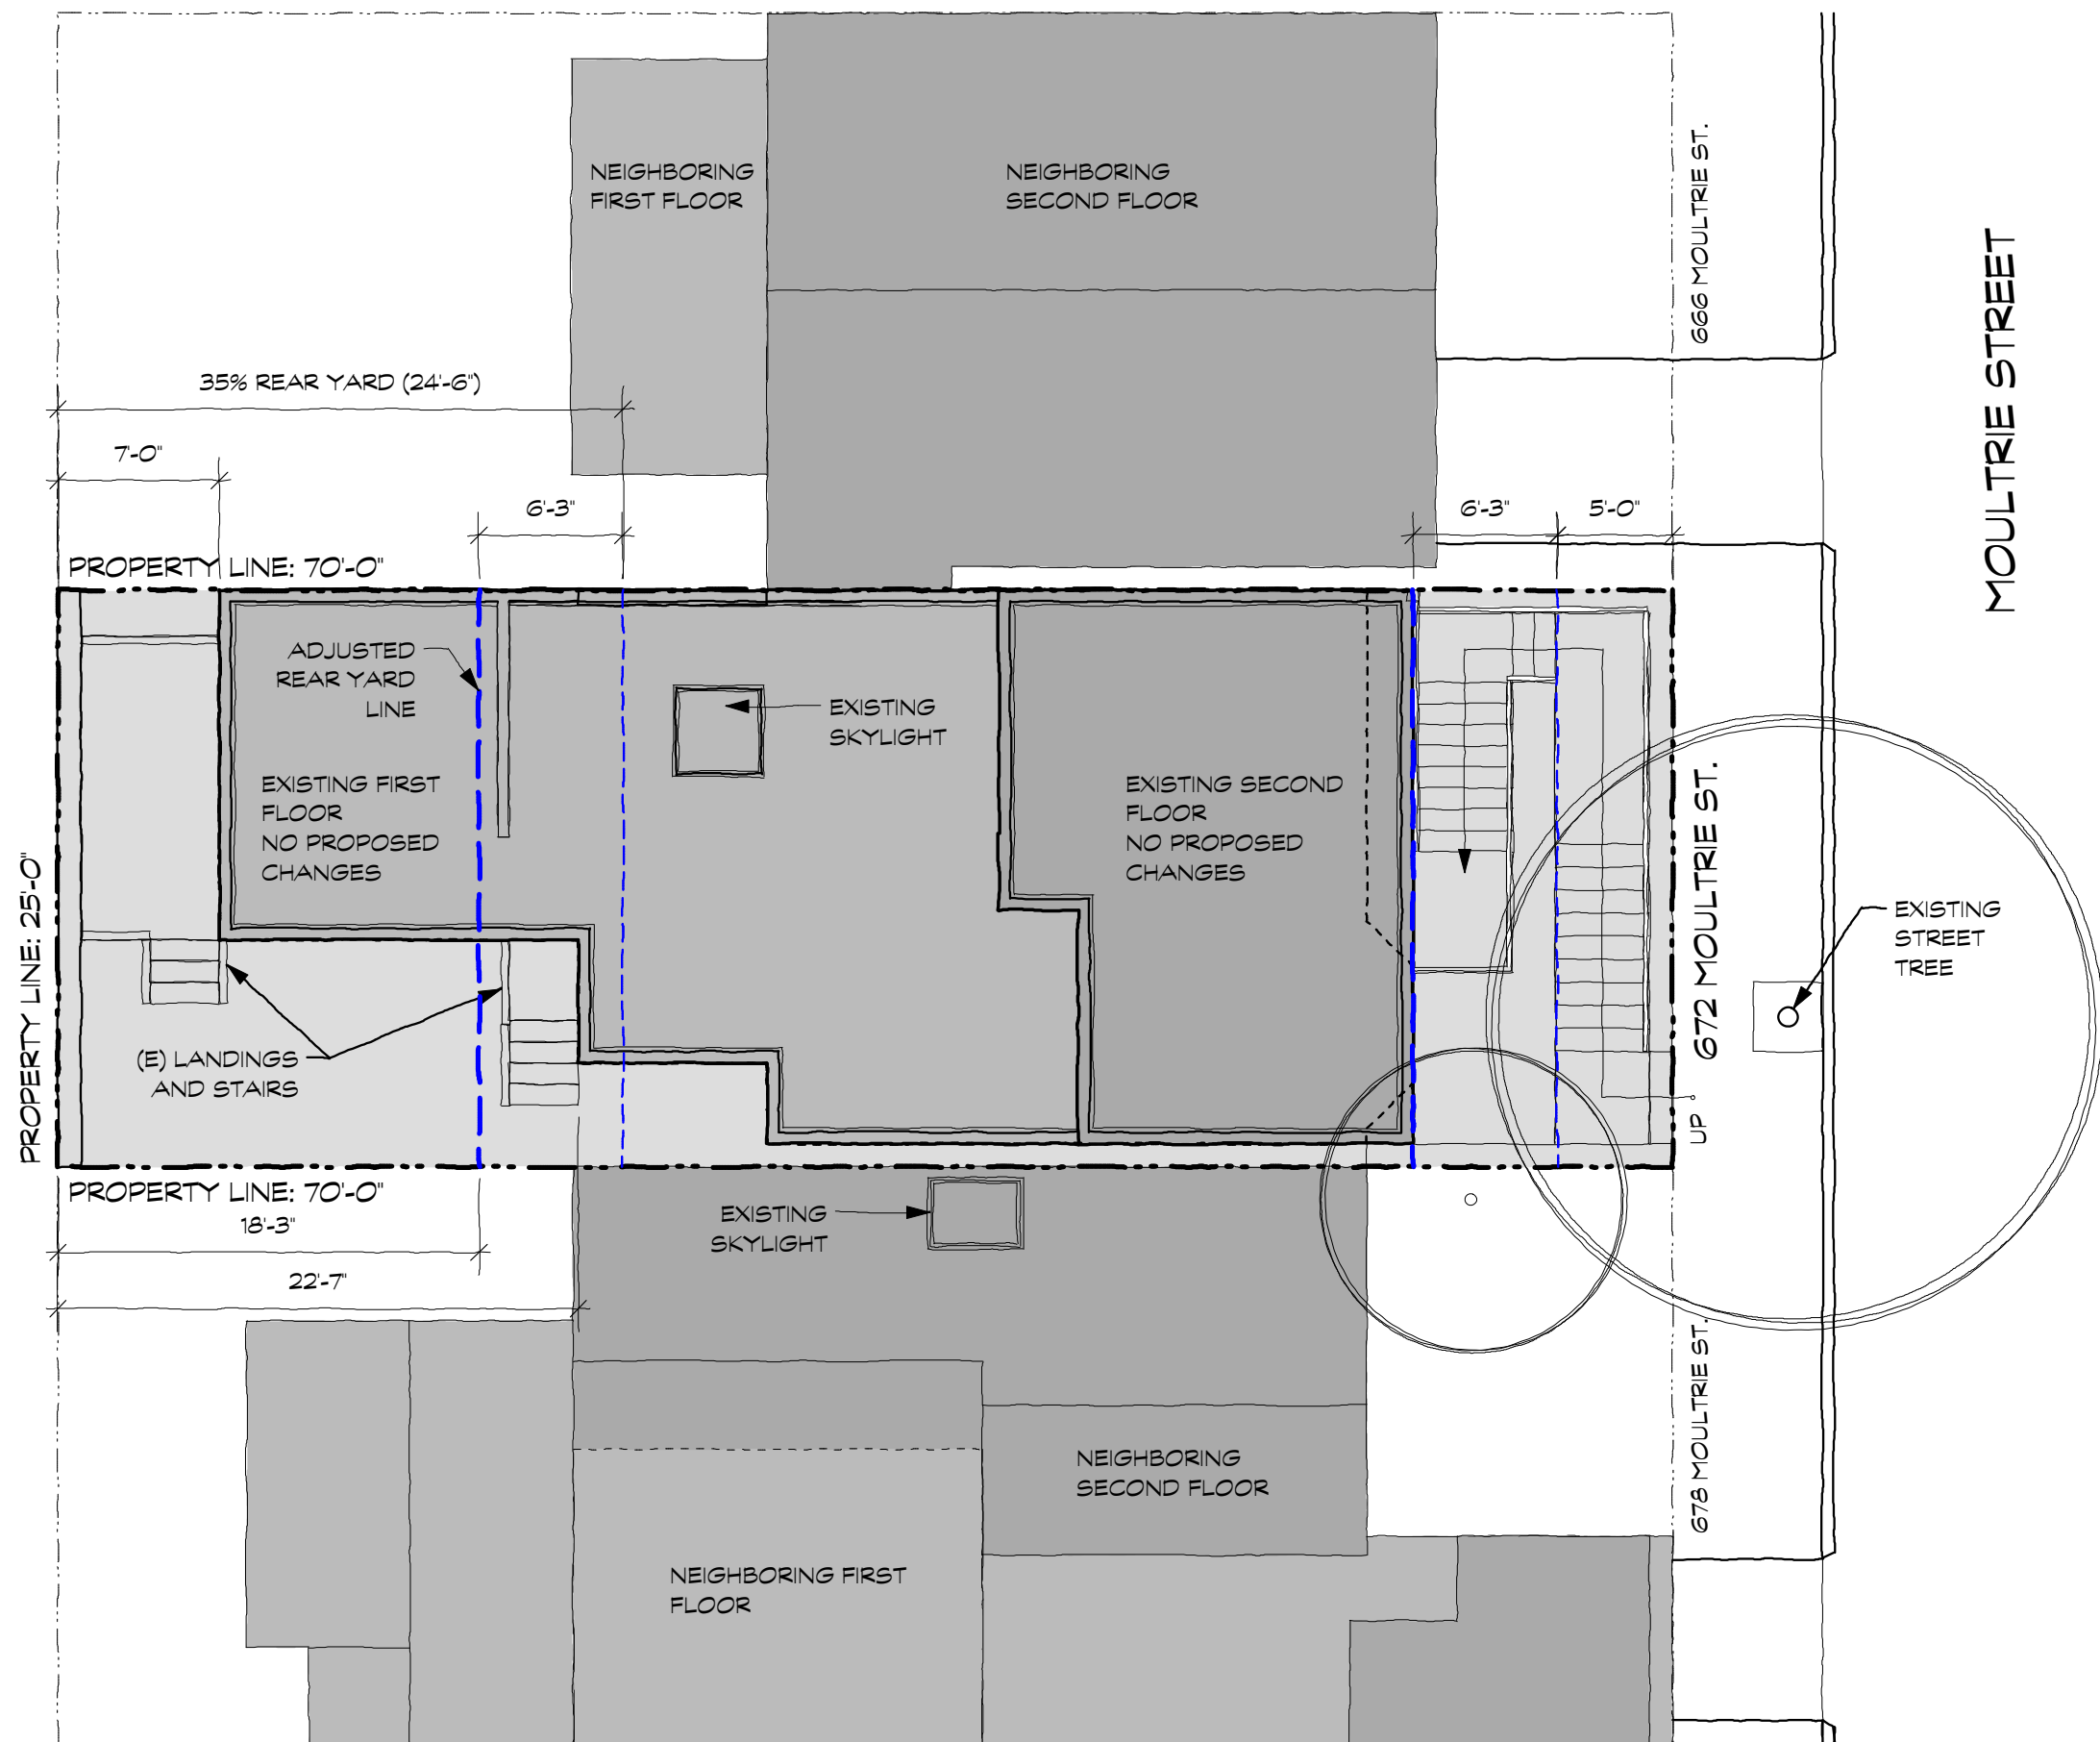 NEIGHBORING
FIRST FLOOR
NEIGHBORING
SECOND FLOOR
666 MOULTRIE ST.
MOULTRIE STREET
35% REAR YARD (24'-6")
7'-0"
6'-3"
6'-3"
5'-0"
PROPERTY LINE: 70'-0"
ADJUSTED
REAR YARD
LINE
EXISTING
SKYLIGHT
EXISTING FIRST
FLOOR
NO PROPOSED
CHANGES
EXISTING SECOND
FLOOR
NO PROPOSED
CHANGES
672 MOULTRIE ST.
EXISTING
STREET
TREE
PROPERTY LINE: 25'-0"
(E) LANDINGS
AND STAIRS
UP
PROPERTY LINE: 70'-0"
18'-3"
EXISTING
SKYLIGHT
22'-7"
678 MOULTRIE ST.
NEIGHBORING
SECOND FLOOR
NEIGHBORING FIRST
FLOOR